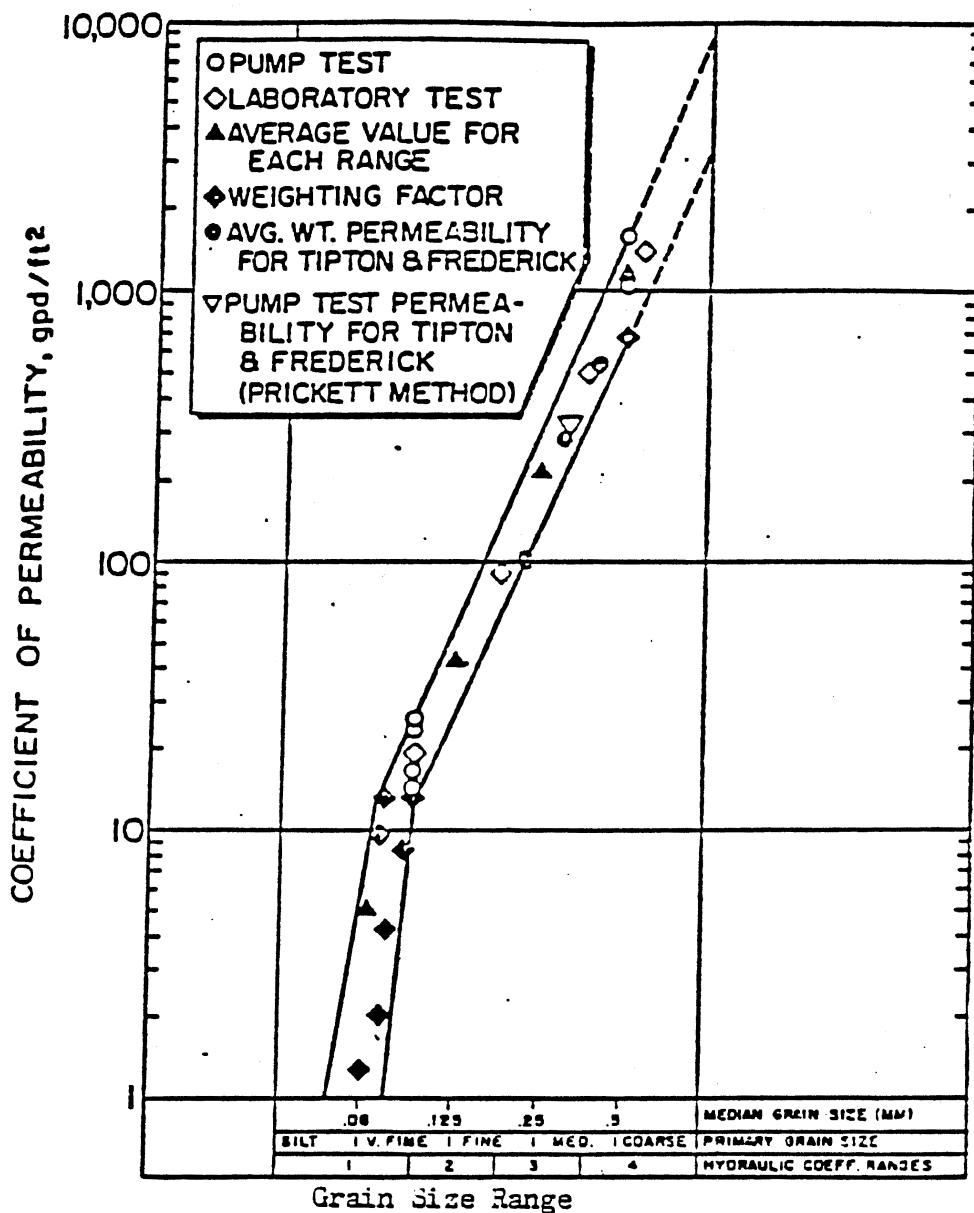 10,000
1,000
100
10
1
COEFFICIENT OF PERMEABILITY, gpd/ft2
PUMP TEST
LABORATORY TEST
AVERAGE VALUE FOR
EACH RANGE
WEIGHTING FACTOR
AVG. WT. PERMEABILITY
FOR TIPTON & FREDERICK
PUMP TEST PERMEA-
BILITY FOR TIPTON
& FREDERICK
(PRICKETT METHOD)
.06 .125 .25 .5 MEDIAN GRAIN SIZE (MM)
SILT V. FINE FINE MED. COARSE PRIMARY GRAIN SIZE
1 2 3 4 HYDRAULIC COEFF. RANGES
Grain Size Range